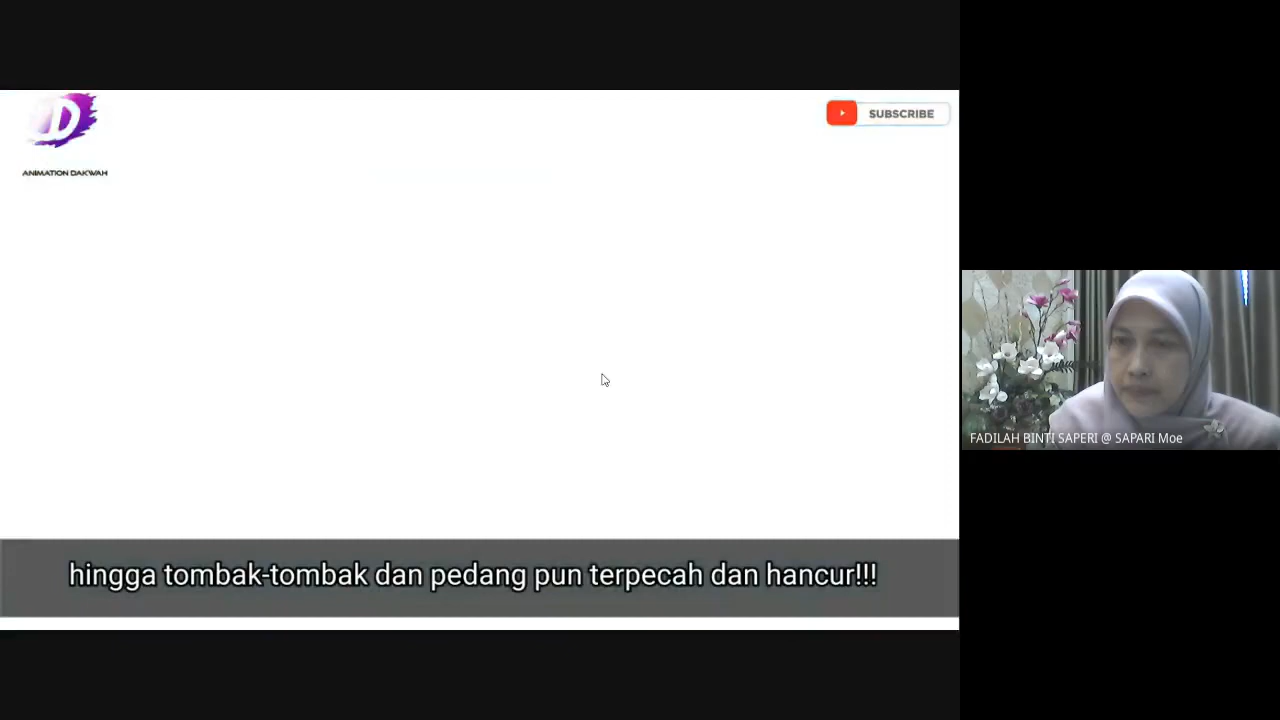 D
ANIMATION DAKWAH
SUBSCRIBE
FADILAH BINTI SAPERI @ SAPARI Moe
hingga tombak-tombak dan pedang pun terpecah dan hancur!!!